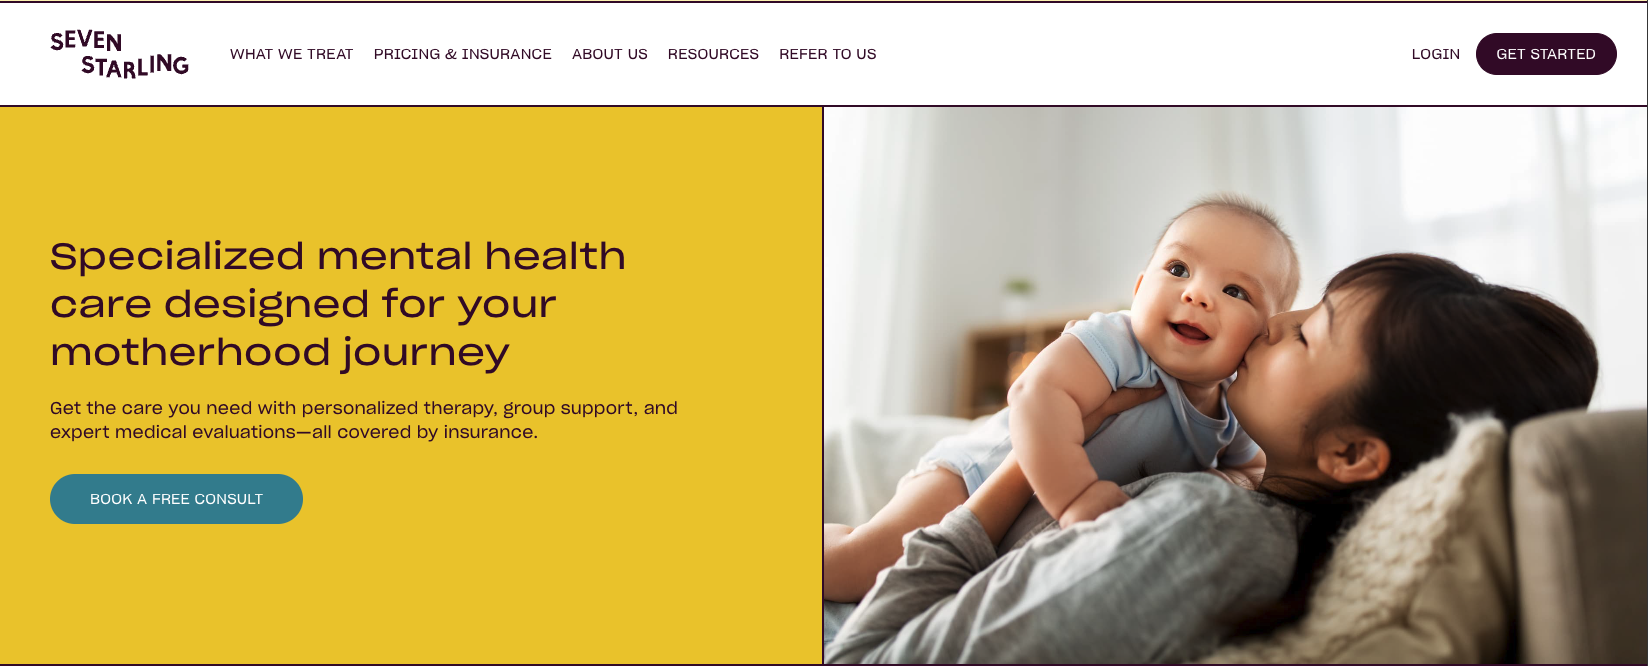 SEVEN
STARLING
WHAT WE TREAT PRICING & INSURANCE ABOUT US RESOURCES REFER TO US
LOGIN GET STARTED
Specialized mental health
care designed for your
motherhood journey
Get the care you need with personalized therapy, group support, and
expert medical evaluations—all covered by insurance.
BOOK A FREE CONSULT